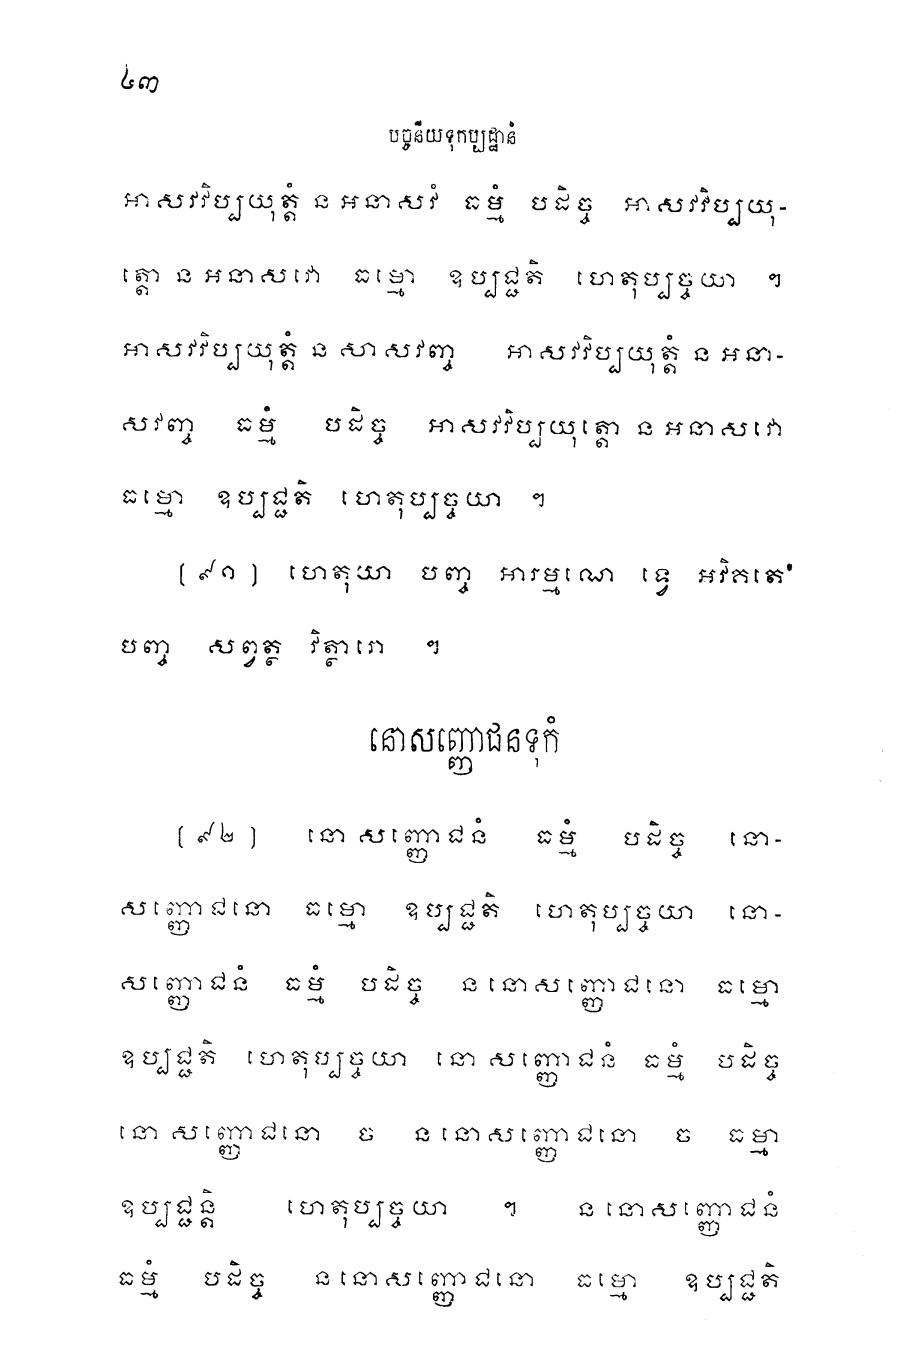 ៤៣
បច្ចនីយទុកប្បដ្ឋានំ
អាសវវិប្បយុត្តំ ន អនាសវំ ធម្មំ បដិច្ច អាសវវិប្បយុ-
ត្តោ ន អនាសវោ ធម្មោ ឧប្បជ្ជតិ ហេតុប្បច្ចយា ។
អាសវវិប្បយុត្តំ ន សាសវញ្ច អាសវវិប្បយុត្តំ ន អនា-
សវញ្ច ធម្មំ បដិច្ច អាសវវិប្បយុត្តោ ន អនាសវោ
ធម្មោ ឧប្បជ្ជតិ ហេតុប្បច្ចយា ។
(៩១) ហេតុយា បញ្ច អារម្មណេ ទ្វេ អវិគតេ
បញ្ច សព្វត្ថ វិត្ថារោ ។
នោសញ្ញោជនទុកំ
(៩២) នោសញ្ញោជនំ ធម្មំ បដិច្ច នោ-
សញ្ញោជនោ ធម្មោ ឧប្បជ្ជតិ ហេតុប្បច្ចយា នោ-
សញ្ញោជនំ ធម្មំ បដិច្ច ន នោសញ្ញោជនោ ធម្មោ
ឧប្បជ្ជតិ ហេតុប្បច្ចយា នោសញ្ញោជនំ ធម្មំ បដិច្ច
នោសញ្ញោជនោ ច ន នោសញ្ញោជនោ ច ធម្មា
ឧប្បជ្ជន្តិ ហេតុប្បច្ចយា ។ ន នោសញ្ញោជនំ
ធម្មំ បដិច្ច ន នោសញ្ញោជនោ ធម្មោ ឧប្បជ្ជតិ